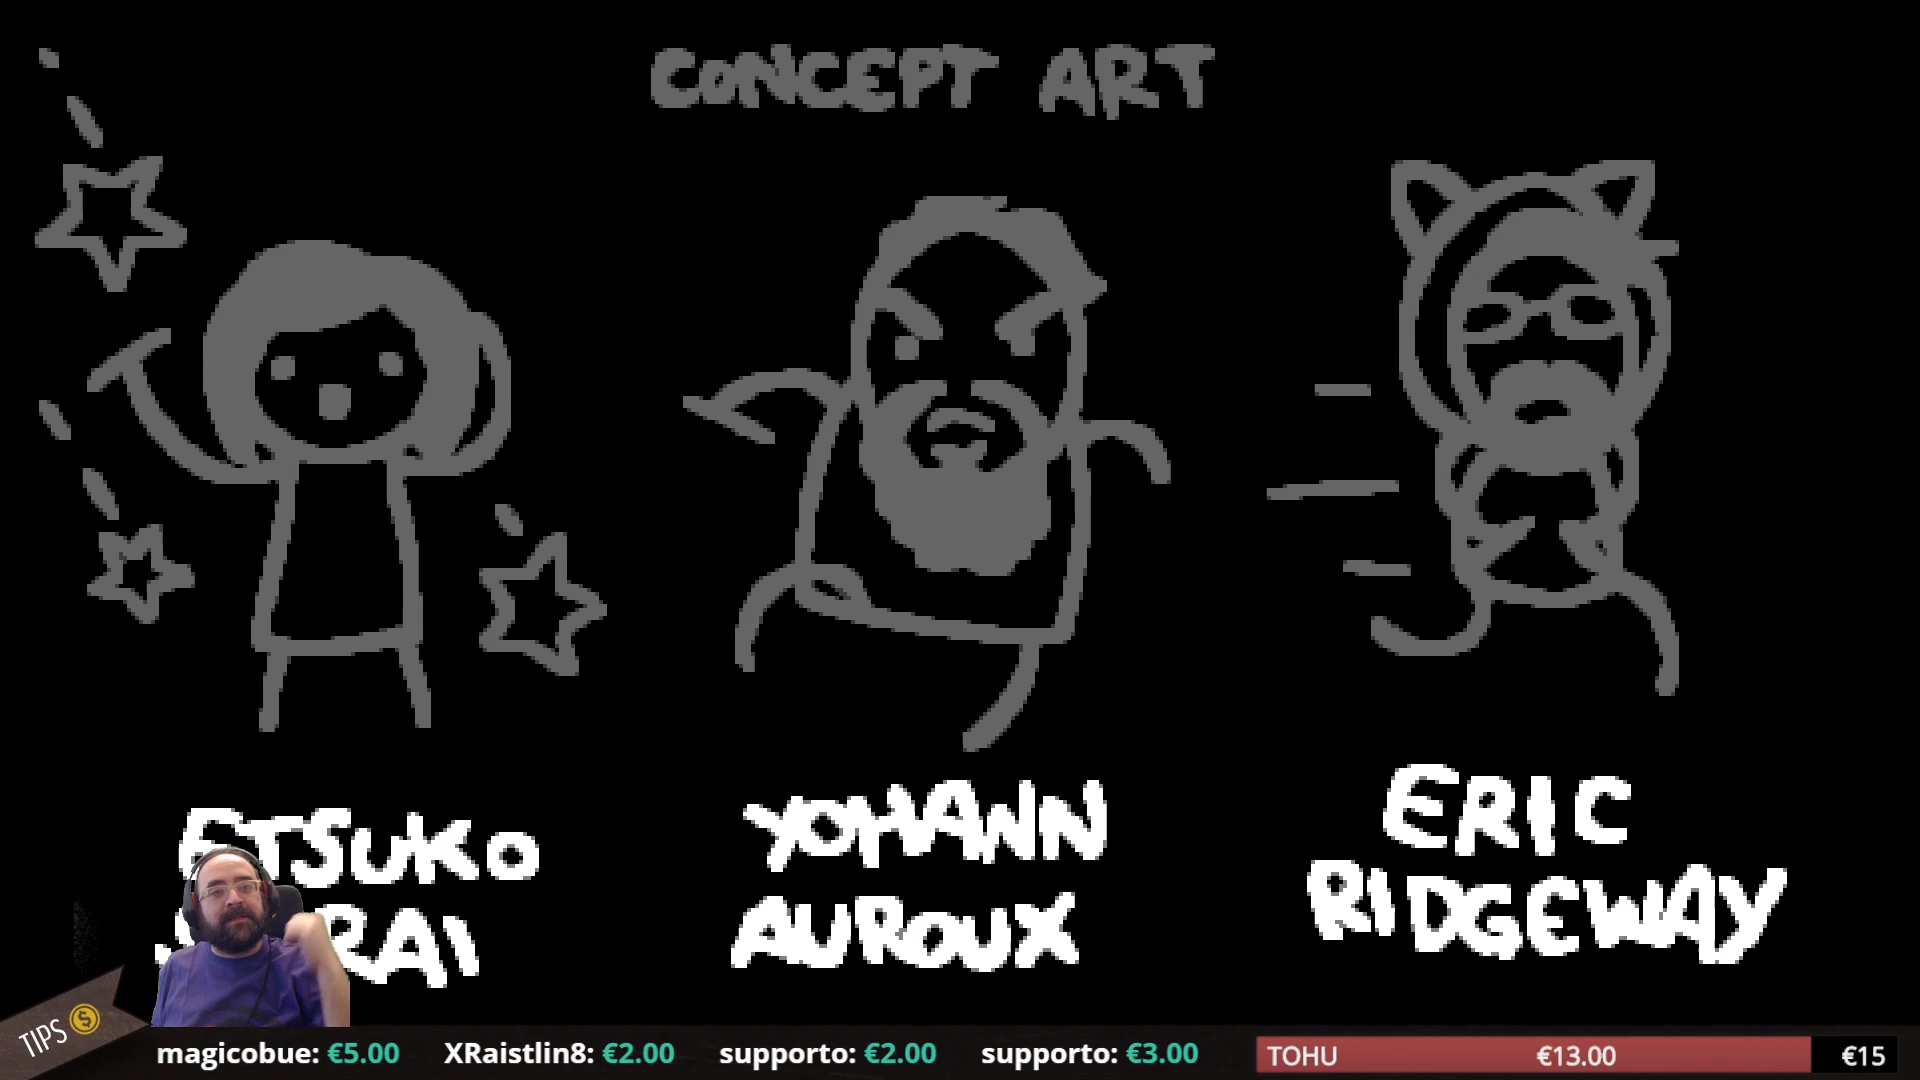 CONCEPT ART
ETSUKO
YOHANN
AUROUX
ERIC
RIDGEWAY
TIPS
magicobue: €5.00 XRaistlin8: €2.00 supporto: €2.00 supporto: €3.00 TOHU €13.00 €15